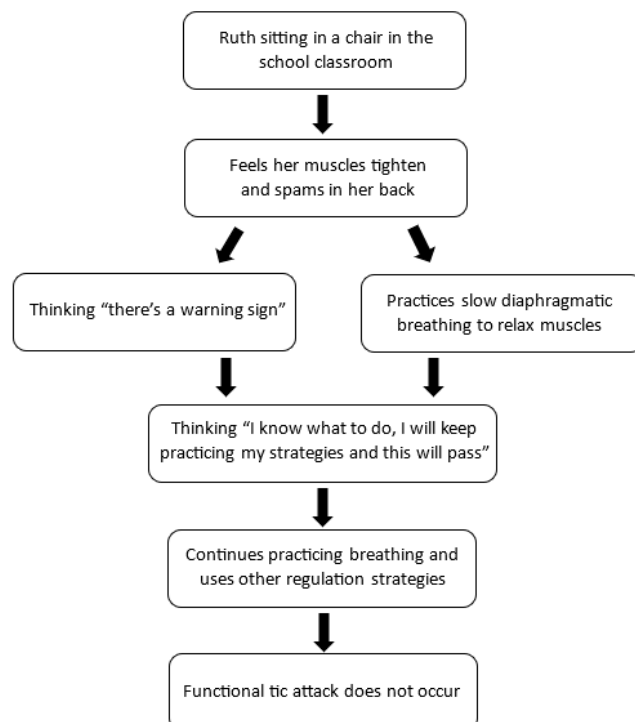 Ruth sitting in a chair in the
school classroom
Feels her muscles tighten
and spams in her back
Thinking “there’s a warning sign”
Practices slow diaphragmatic
breathing to relax muscles
Thinking “I know what to do, I will keep
practicing my strategies and this will pass”
Continues practicing breathing and
uses other regulation strategies
Functional tic attack does not occur